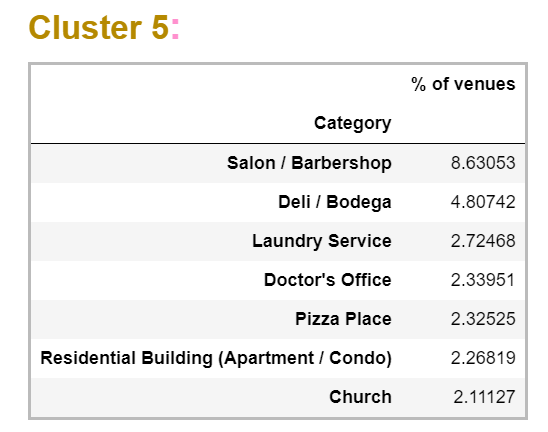 Cluster 5:
% of venues
Category
Salon / Barbershop 8.63053
Deli / Bodega 4.80742
Laundry Service 2.72468
Doctor's Office 2.33951
Pizza Place 2.32525
Residential Building (Apartment / Condo) 2.26819
Church 2.11127